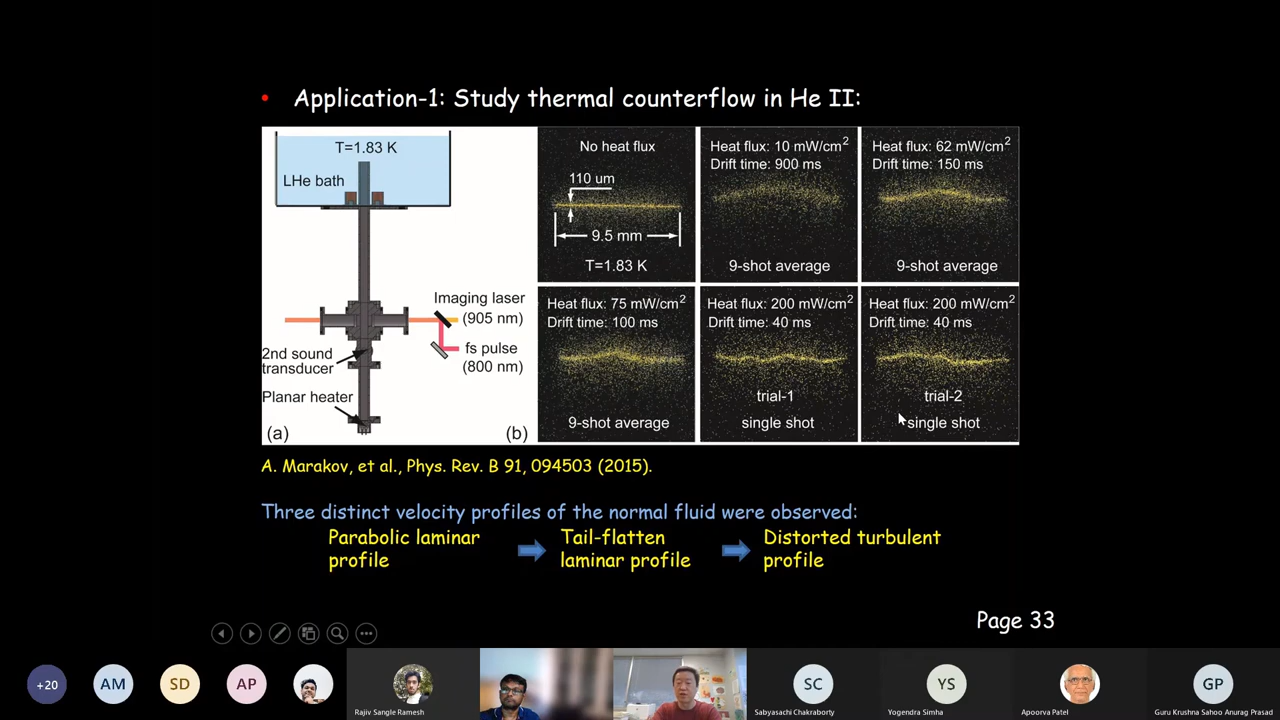 • Application-1: Study thermal counterflow in He II:
T=1.83 K
LHe bath
Imaging laser
(905 nm)
2nd sound
transducer
fs pulse
(800 nm)
Planar heater
(a)
(b)
No heat flux
110 um
9.5 mm
T=1.83 K
Heat flux: 10 mW/cm2
Drift time: 900 ms
9-shot average
Heat flux: 62 mW/cm2
Drift time: 150 ms
9-shot average
Heat flux: 75 mW/cm2
Drift time: 100 ms
9-shot average
Heat flux: 200 mW/cm2
Drift time: 40 ms
trial-1
single shot
Heat flux: 200 mW/cm2
Drift time: 40 ms
trial-2
single shot
A. Marakov, et al., Phys. Rev. B 91, 094503 (2015).
Three distinct velocity profiles of the normal fluid were observed:
Parabolic laminar
profile
Tail-flatten
laminar profile
Distorted turbulent
profile
Page 33
+20
AM
SD
AP
Rajiv Sangle Ramesh
SC
Sabyasachi Chakraborty
YS
Yogendra Simha
Apoorva Patel
GP
Guru Krushna Sahoo Anurag Prasad